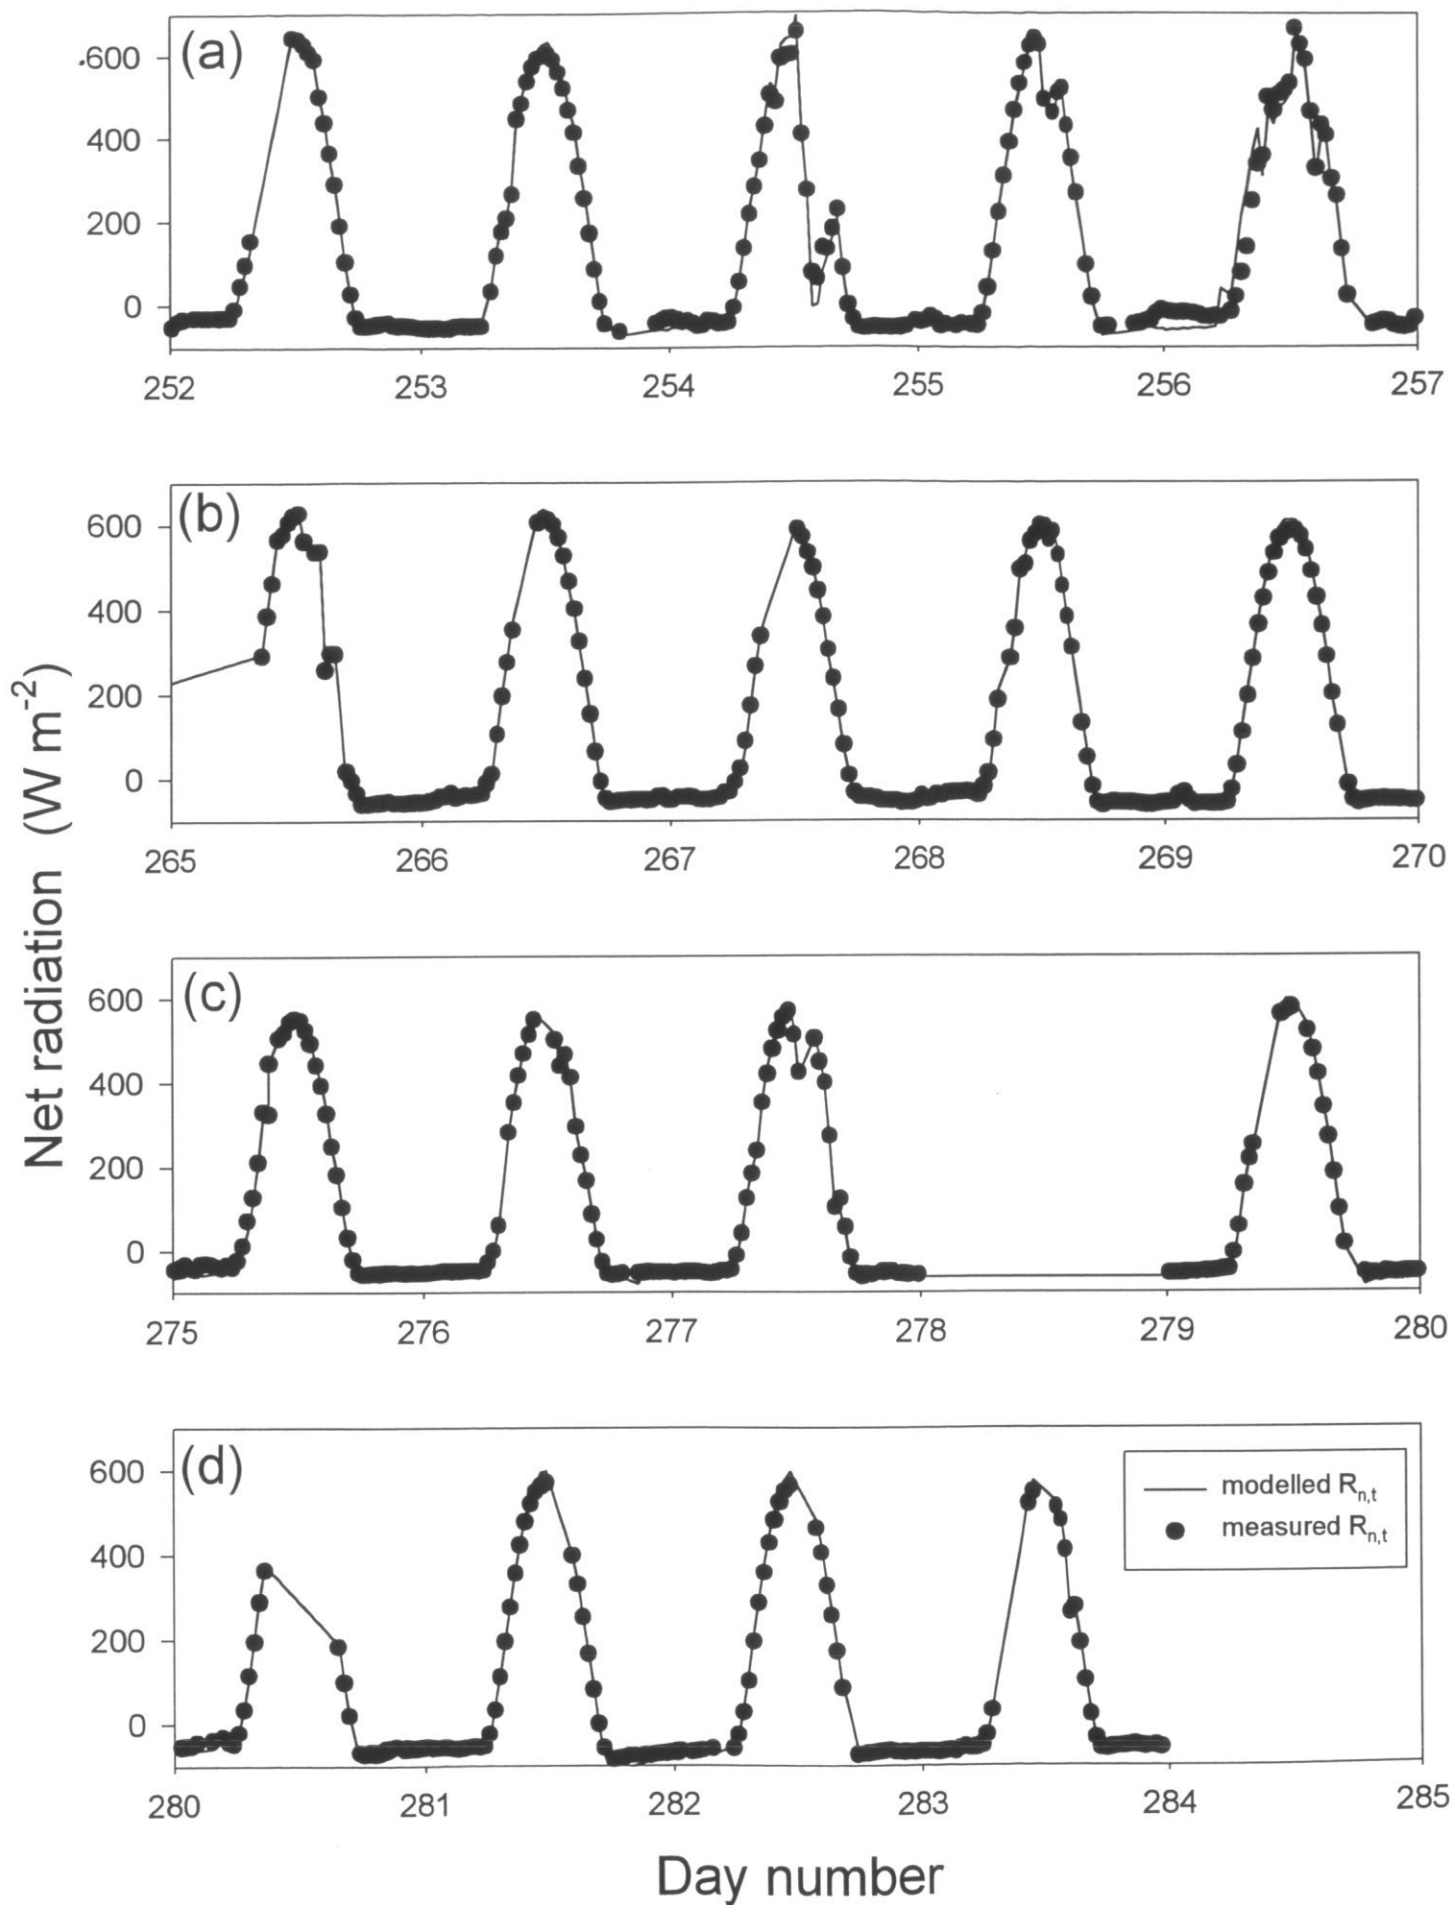 (a)
600
400
200
0
252 253 254 255 256 257
(b)
600
400
200
0
265 266 267 268 269 270
Net radiation (W m⁻²)
(c)
600
400
200
0
275 276 277 278 279 280
(d)
600
400
200
0
modelled Rn,t
measured Rn,t
280 281 282 283 284 285
Day number